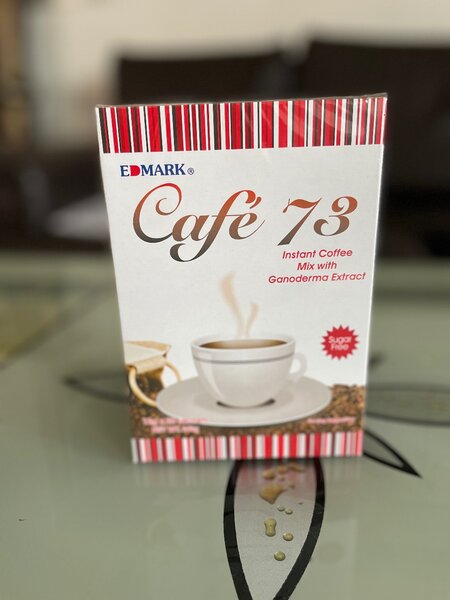 EDMARK®
Café 73
Instant Coffee
Mix with
Ganoderma Extract
Sugar
Free